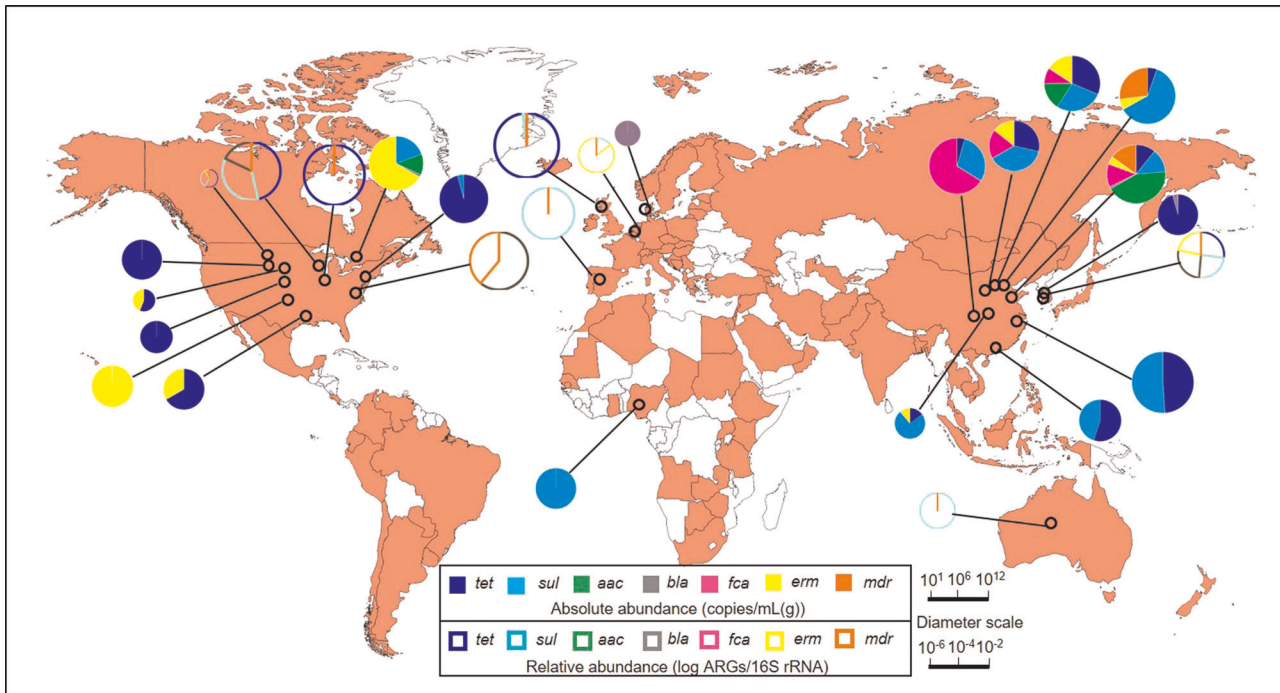 tet sul aac bla fca erm mdr
Absolute abundance (copies/mL(g))
tet sul aac bla fca erm mdr
Relative abundance (log ARGs/16S rRNA)
10¹ 10⁶ 10¹²
Diameter scale
10⁻⁶ 10⁻⁴ 10⁻²